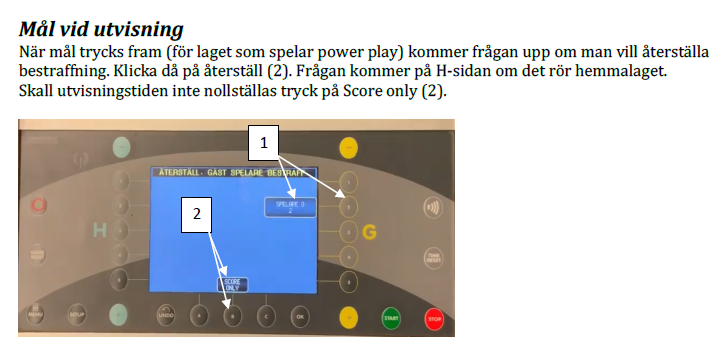 Mål vid utvisning
När mål trycks fram (för laget som spelar power play) kommer frågan upp om man vill återställa
bestraffning. Klicka då på återställ (2). Frågan kommer på H-sidan om det rör hemmalaget.
Skall utvisningstiden inte nollställas tryck på Score only (2).
1
ÅTERSTÄLL- GÄST SPELARE BESTRAFF
SPELARE
2
2
H
G
SCORE
ONLY
MENU
SETUP
UNDO
A
B
C
OK
START
STOP